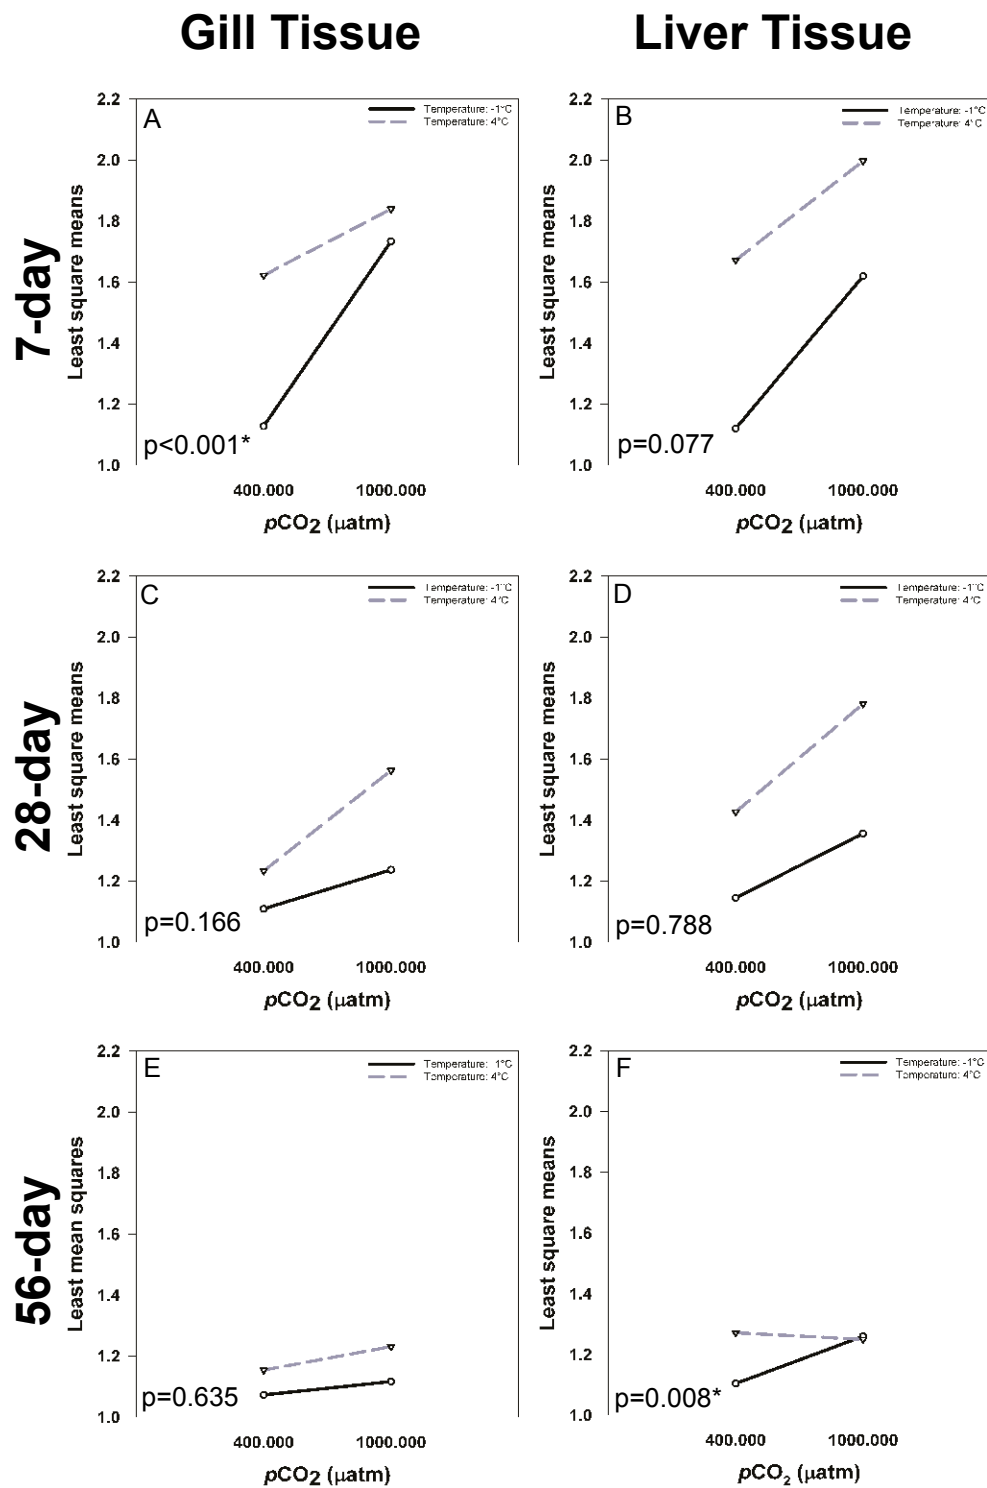 Gill Tissue
Liver Tissue
7-day
A
Temperature: -1°C
Temperature: 4°C
2.2
2.0
1.8
1.6
1.4
1.2
1.0
Least square means
p<0.001*
400.000 1000.000
pCO2 (µatm)
B
Temperature: -1°C
Temperature: 4°C
2.2
2.0
1.8
1.6
1.4
1.2
1.0
Least square means
p=0.077
400.000 1000.000
pCO2 (µatm)
28-day
C
Temperature: -1°C
Temperature: 4°C
2.2
2.0
1.8
1.6
1.4
1.2
1.0
Least square means
p=0.166
400.000 1000.000
pCO2 (µatm)
D
Temperature: -1°C
Temperature: 4°C
2.2
2.0
1.8
1.6
1.4
1.2
1.0
Least square means
p=0.788
400.000 1000.000
pCO2 (µatm)
56-day
E
Temperature: 1°C
Temperature: 4°C
2.2
2.0
1.8
1.6
1.4
1.2
1.0
Least mean squares
p=0.635
400.000 1000.000
pCO2 (µatm)
F
Temperature: -1°C
Temperature: 4°C
2.2
2.0
1.8
1.6
1.4
1.2
1.0
Least square means
p=0.008*
400.000 1000.000
pCO₂ (µatm)